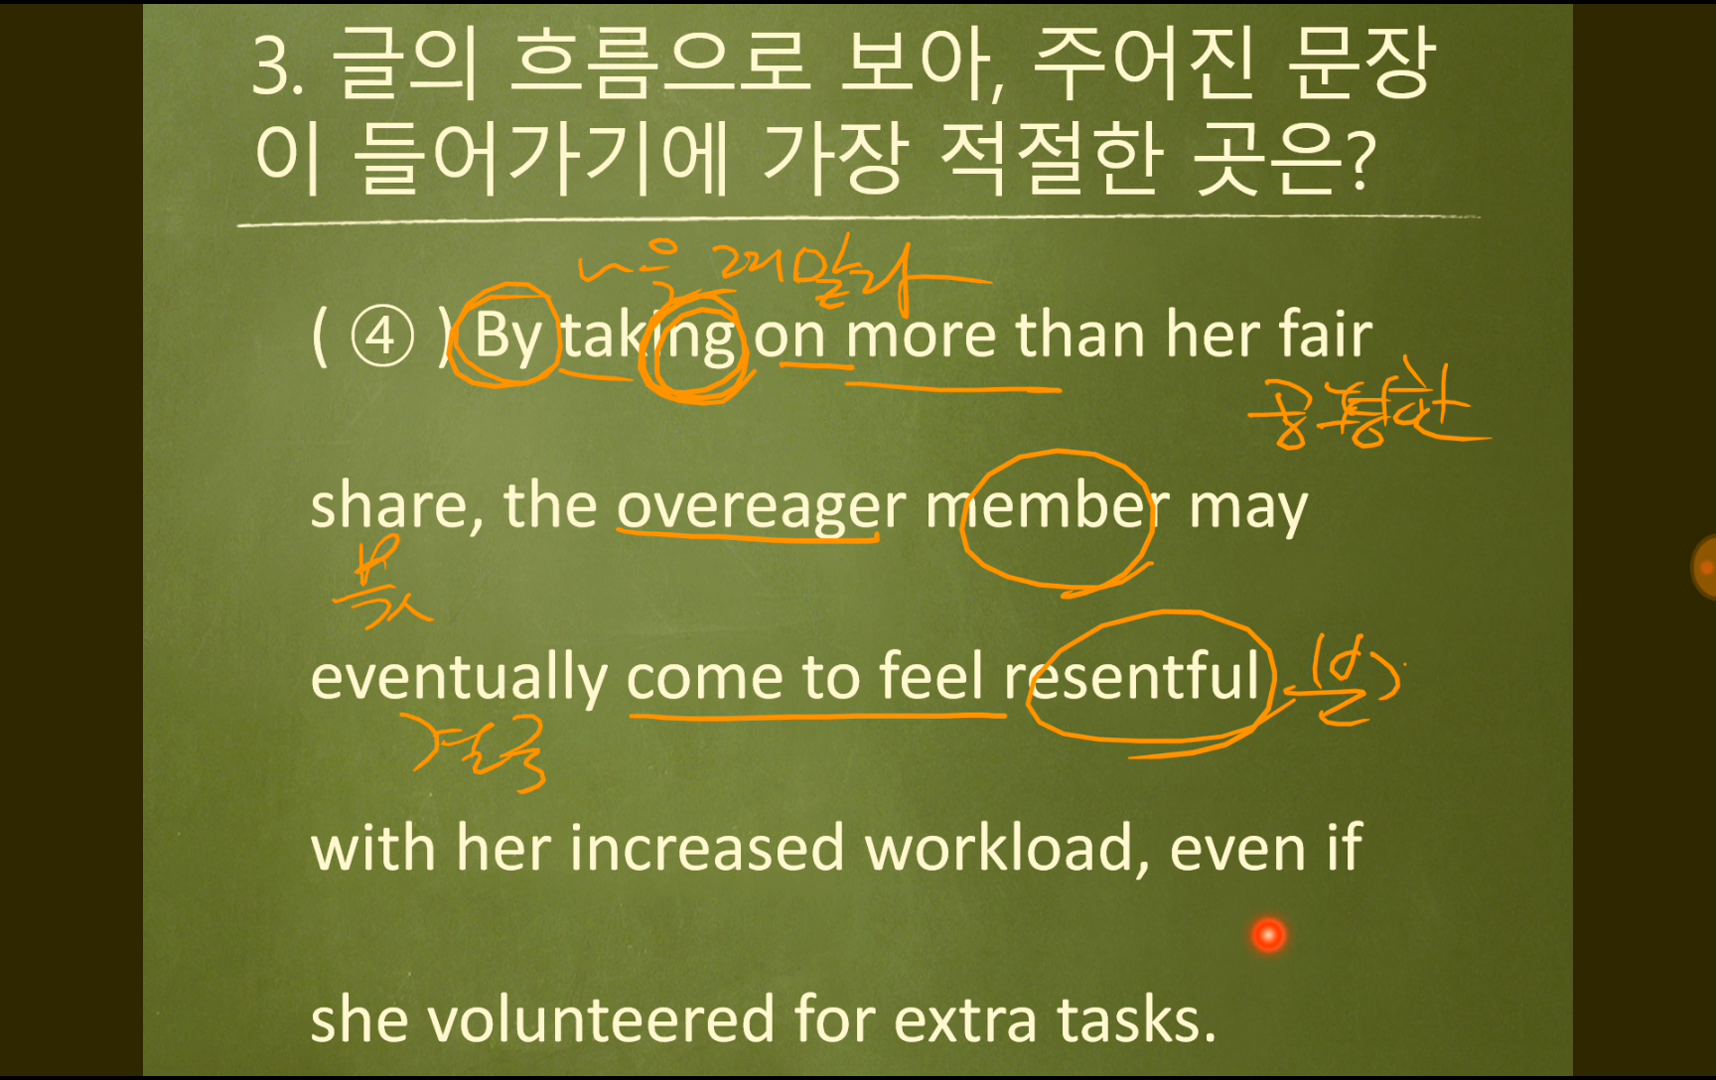 3. 글의 흐름으로 보아, 주어진 문장
이 들어가기에 가장 적절한 곳은?
( ④ ) By taking on more than her fair
공평한
share, the overeager member may
몫
eventually come to feel resentful
결국
with her increased workload, even if
she volunteered for extra tasks.